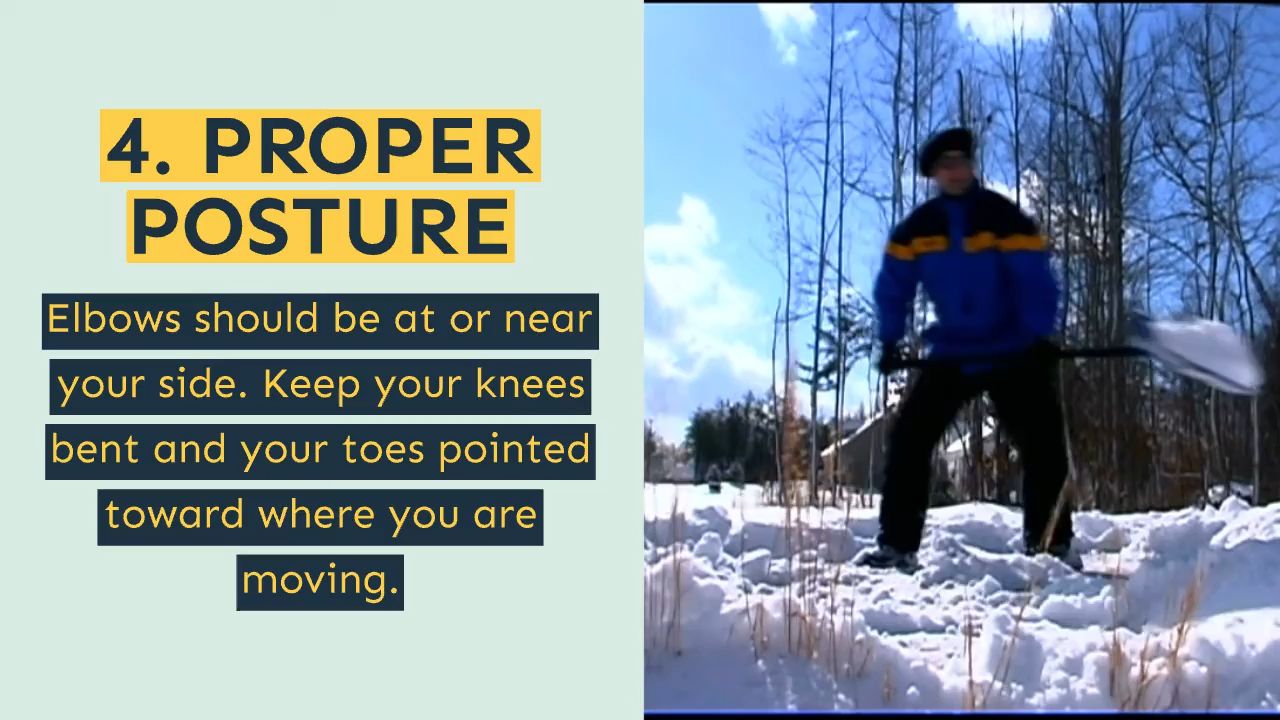 4. PROPER
POSTURE
Elbows should be at or near
your side. Keep your knees
bent and your toes pointed
toward where you are
moving.